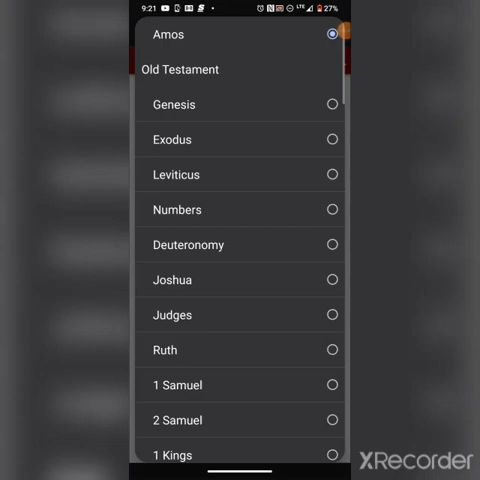 9:21
LTE
27%
Amos
Old Testament
Genesis
Exodus
Leviticus
Numbers
Deuteronomy
Joshua
Judges
Ruth
1 Samuel
2 Samuel
1 Kings
XRecorder